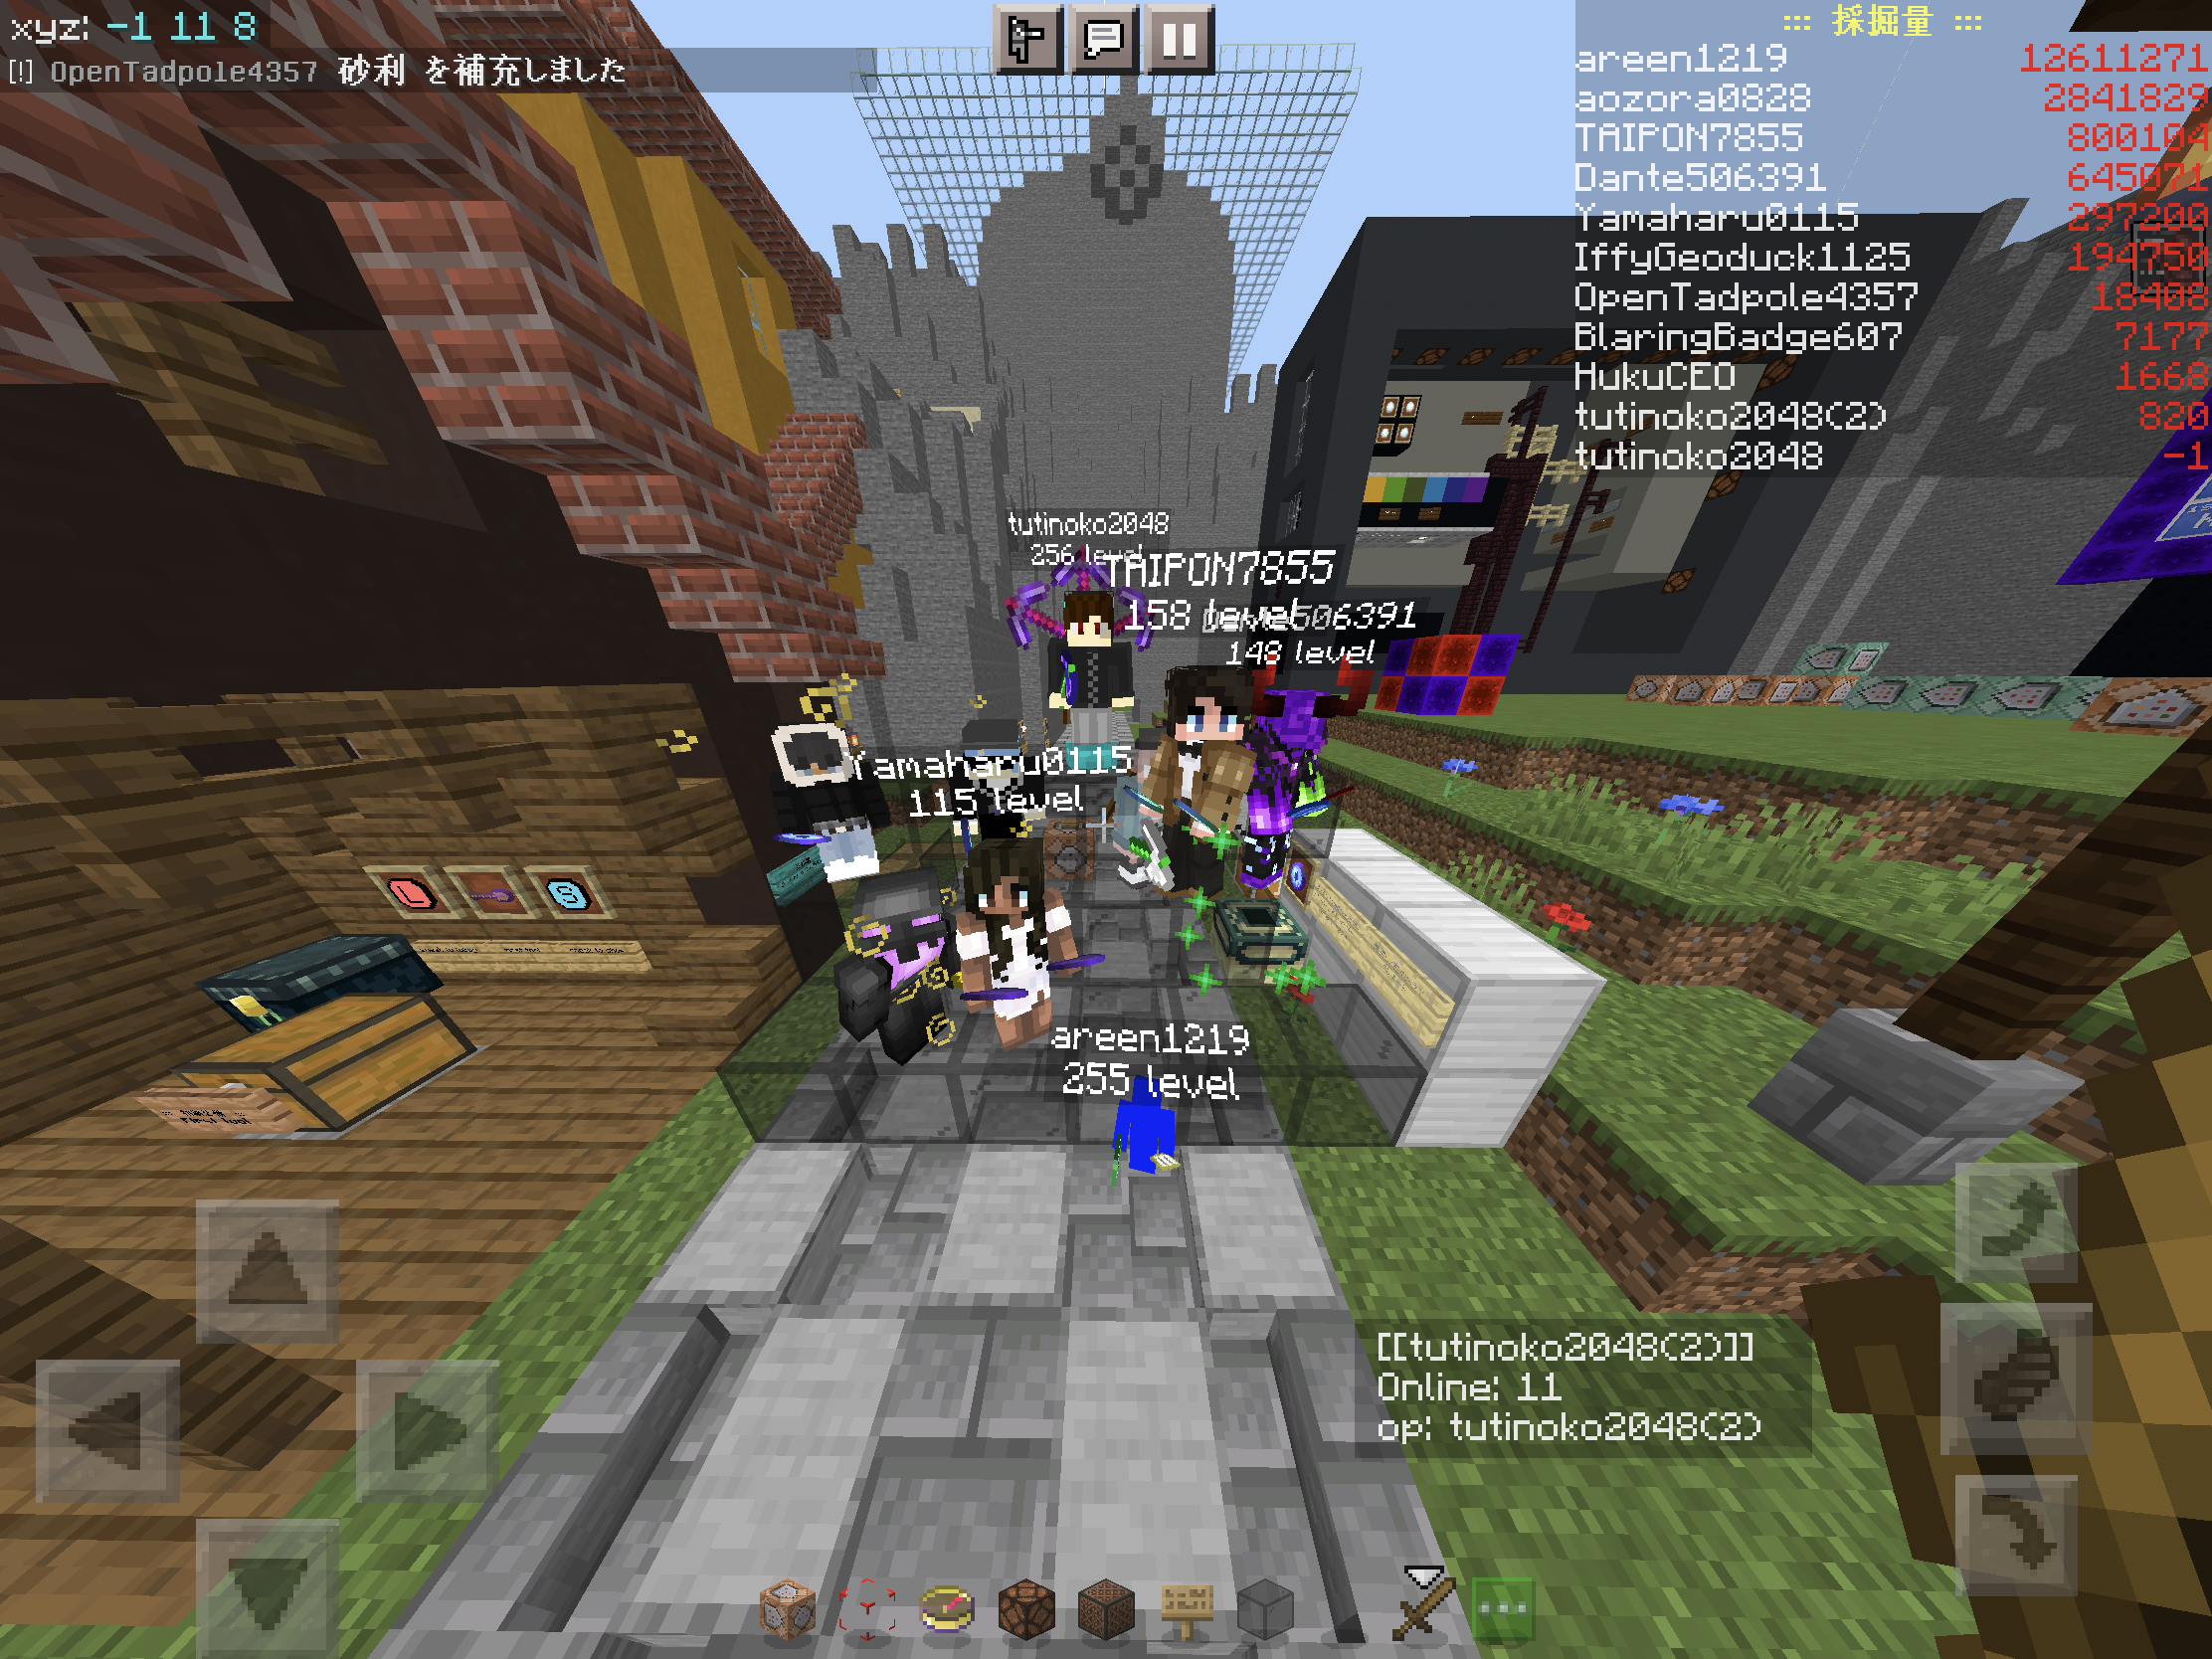 xyz: -1 11 8
[!] OpenTadpole4357 砂利 を補充しました
::: 採掘量 :::
areen1219 12611271
aozora0828 2841829
TAIPON7855 800104
Dante506391 645071
Yamaharu0115 297200
IffyGeoduck1125 194750
OpenTadpole4357 18408
BlaringBadge607 7177
HukuCEO 1668
tutinoko2048(2) 820
tutinoko2048 -1
tutinoko2048
256 level
TAIPON7855
158 level
506391
148 level
Yamaharu0115
115 level
areen1219
255 level
[[tutinoko2048(2)]]
Online: 11
op: tutinoko2048(2)